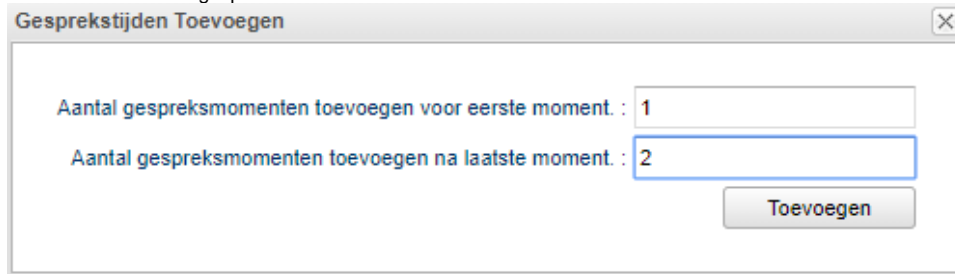 Gesprekstijden Toevoegen
Aantal gespreksmomenten toevoegen voor eerste moment. : 1
Aantal gespreksmomenten toevoegen na laatste moment. : 2
Toevoegen